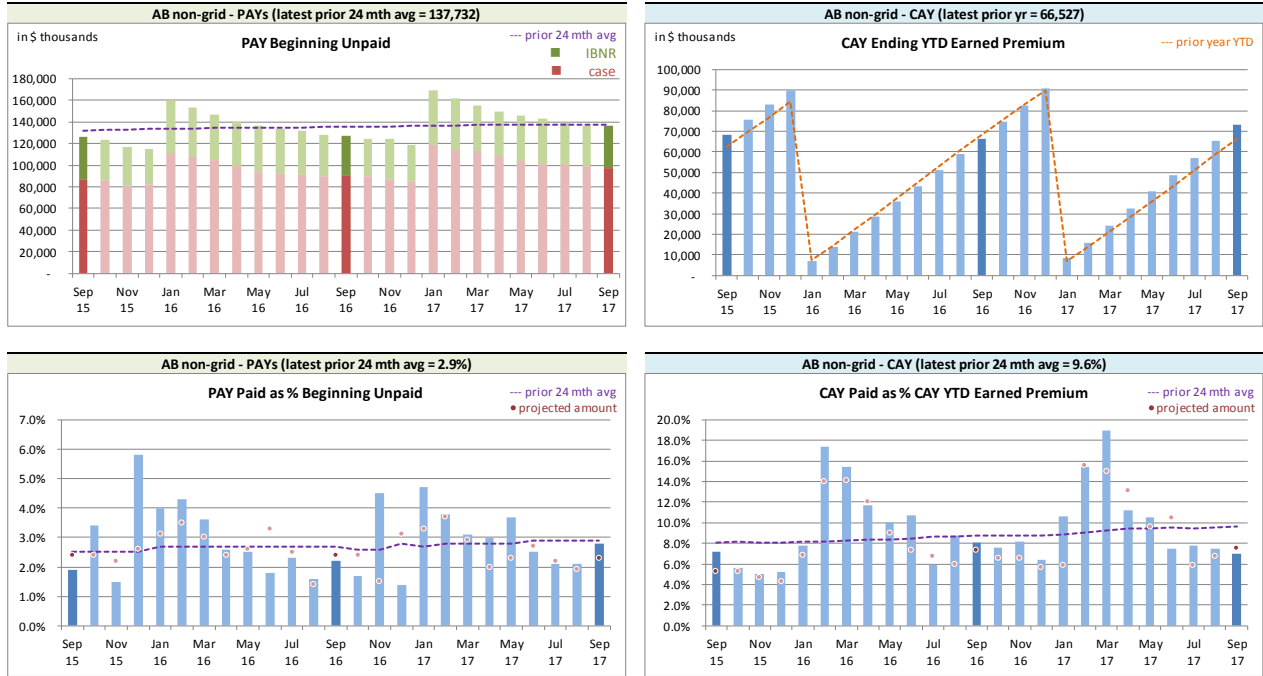 AB non-grid - PAYs (latest prior 24 mth avg = 137,732)
in $ thousands
PAY Beginning Unpaid
--- prior 24 mth avg
IBNR
case
180,000
160,000
140,000
120,000
100,000
80,000
60,000
40,000
20,000
-
Sep Nov Jan Mar May Jul Sep Nov Jan Mar May Jul Sep
15 15 16 16 16 16 16 16 17 17 17 17 17
AB non-grid - CAY (latest prior yr = 66,527)
in $ thousands
CAY Ending YTD Earned Premium
--- prior year YTD
100,000
90,000
80,000
70,000
60,000
50,000
40,000
30,000
20,000
10,000
-
Sep Nov Jan Mar May Jul Sep Nov Jan Mar May Jul Sep
15 15 16 16 16 16 16 16 17 17 17 17 17
AB non-grid - PAYs (latest prior 24 mth avg = 2.9%)
PAY Paid as % Beginning Unpaid
--- prior 24 mth avg
projected amount
7.0%
6.0%
5.0%
4.0%
3.0%
2.0%
1.0%
0.0%
Sep Nov Jan Mar May Jul Sep Nov Jan Mar May Jul Sep
15 15 16 16 16 16 16 16 17 17 17 17 17
AB non-grid - CAY (latest prior 24 mth avg = 9.6%)
CAY Paid as % CAY YTD Earned Premium
--- prior 24 mth avg
projected amount
20.0%
18.0%
16.0%
14.0%
12.0%
10.0%
8.0%
6.0%
4.0%
2.0%
0.0%
Sep Nov Jan Mar May Jul Sep Nov Jan Mar May Jul Sep
15 15 16 16 16 16 16 16 17 17 17 17 17